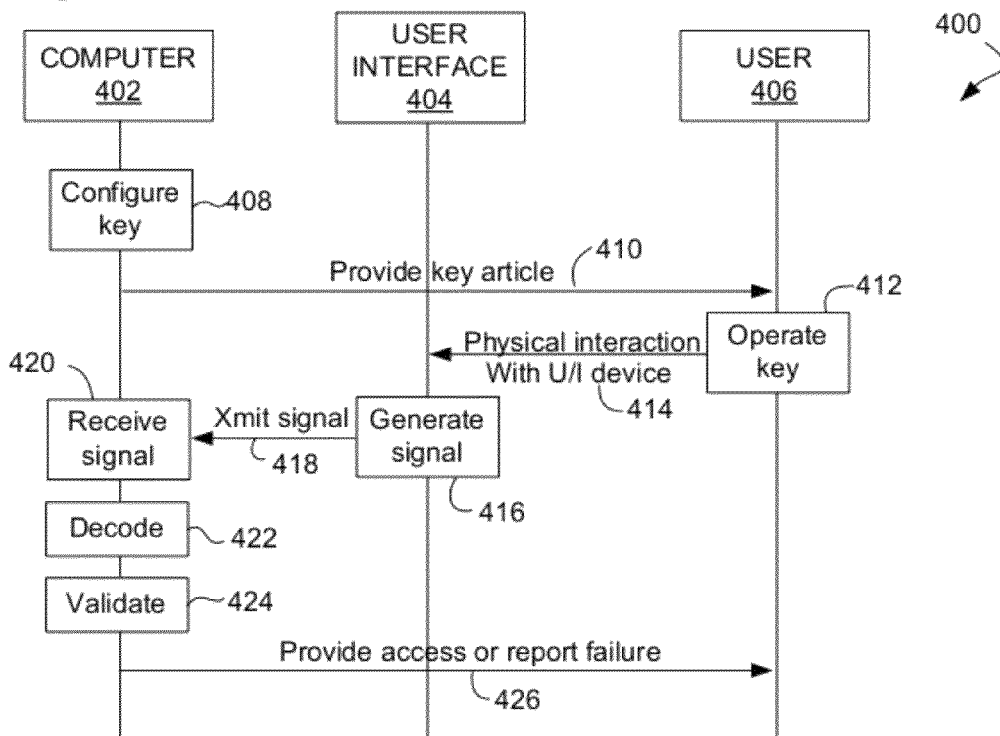 COMPUTER
402
USER
INTERFACE
404
USER
406
400
Configure
key
408
Provide key article
410
412
Operate
key
Physical interaction
With U/I device
414
420
Receive
signal
Xmit signal
418
Generate
signal
416
Decode
422
Validate
424
Provide access or report failure
426